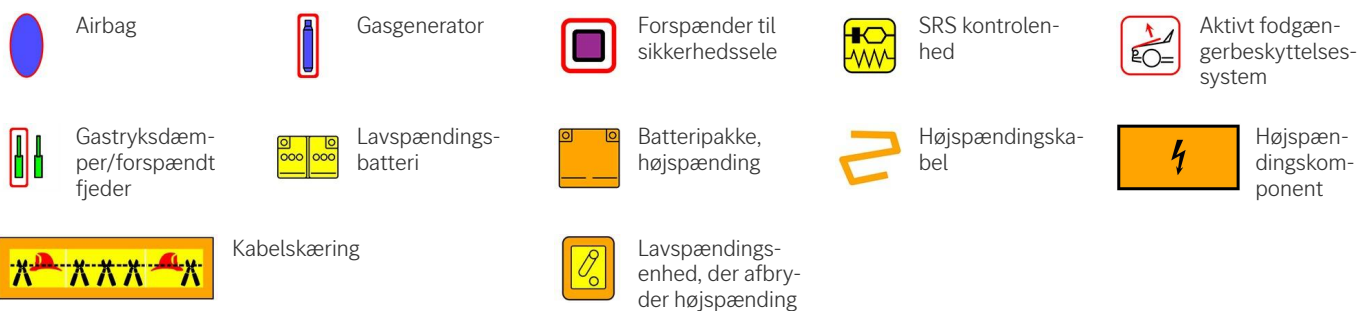 Airbag
Gasgenerator
Forspænder til
sikkerhedssele
SRS kontrolen-
hed
Aktivt fodgæn-
gerbeskyttelses-
system
Gastryksdæm-
per/forspændt
fjeder
Lavspændings-
batteri
Batteripakke,
højspænding
Højspændingska-
bel
Højspæn-
dingskom-
ponent
Kabelskæring
Lavspændings-
enhed, der afbry-
der højspænding